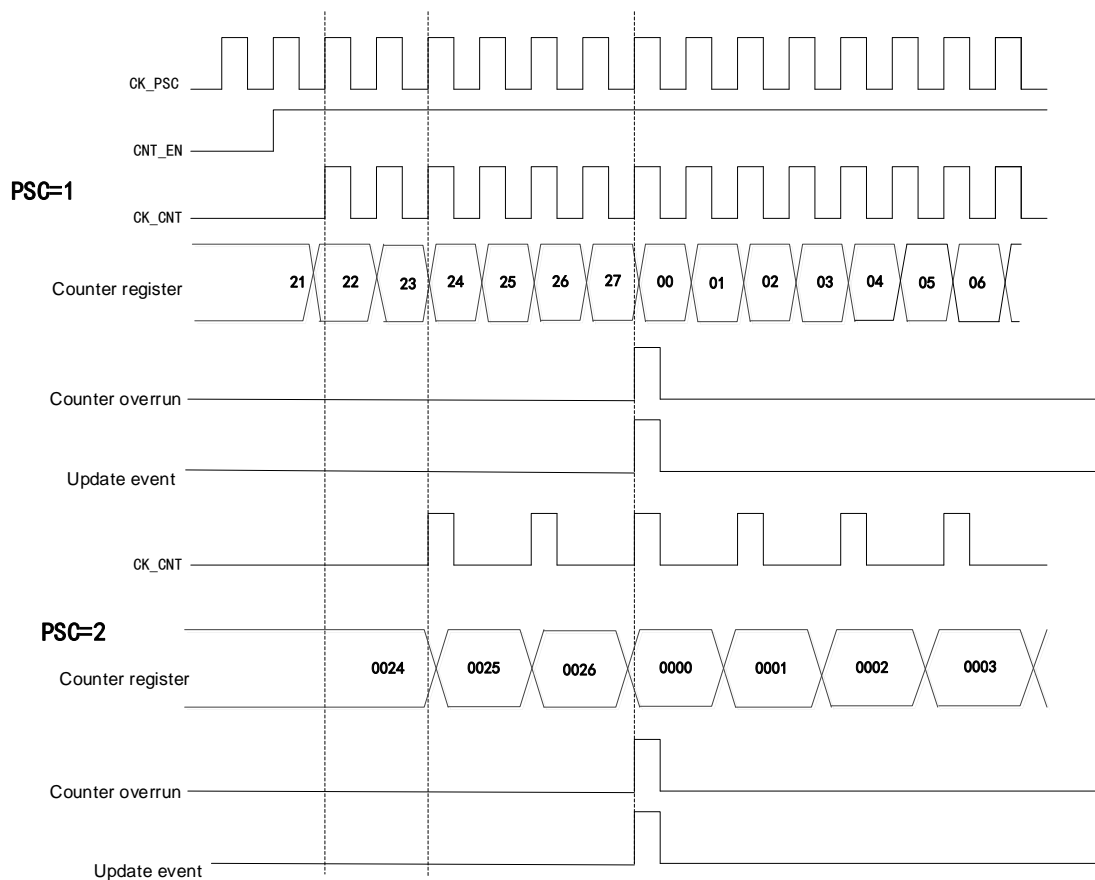 CK_PSC
CNT_EN
PSC=1
CK_CNT
Counter register 21 22 23 24 25 26 27 00 01 02 03 04 05 06
Counter overrun
Update event
CK_CNT
PSC=2
Counter register 0024 0025 0026 0000 0001 0002 0003
Counter overrun
Update event